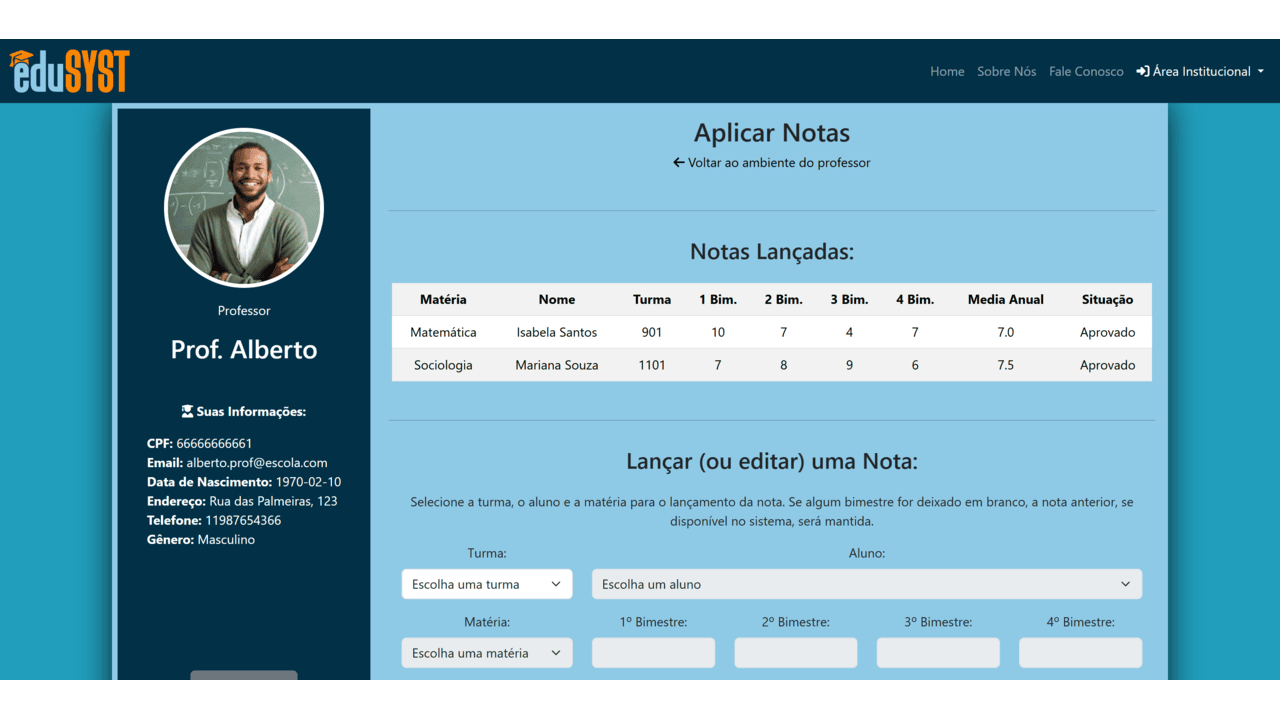 eduSYST
Home Sobre Nós Fale Conosco Área Institucional
Professor
Prof. Alberto
Suas Informações:
CPF: 66666666661
Email: alberto.prof@escola.com
Data de Nascimento: 1970-02-10
Endereço: Rua das Palmeiras, 123
Telefone: 11987654366
Gênero: Masculino
Aplicar Notas
Voltar ao ambiente do professor
Notas Lançadas:
Matéria Nome Turma 1 Bim. 2 Bim. 3 Bim. 4 Bim. Media Anual Situação
Matemática Isabela Santos 901 10 7 4 7 7.0 Aprovado
Sociologia Mariana Souza 1101 7 8 9 6 7.5 Aprovado
Lançar (ou editar) uma Nota:
Selecione a turma, o aluno e a matéria para o lançamento da nota. Se algum bimestre for deixado em branco, a nota anterior, se
disponível no sistema, será mantida.
Turma: Aluno:
Escolha uma turma Escolha um aluno
Matéria: 1º Bimestre: 2º Bimestre: 3º Bimestre: 4º Bimestre:
Escolha uma matéria